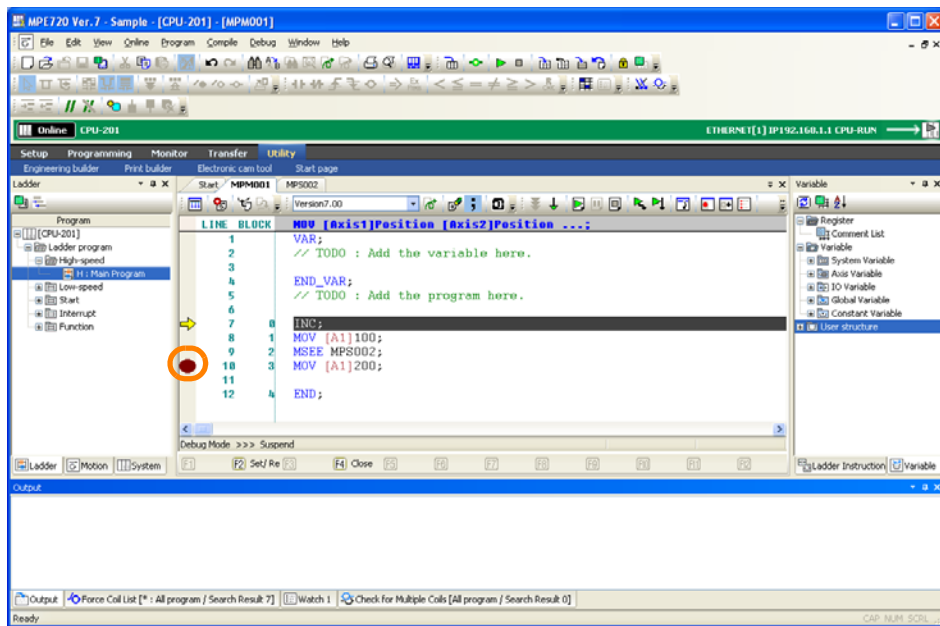 MPE720 Ver.7 - Sample - [CPU-201] - [MPM001]
File Edit View Online Program Compile Debug Window Help
Online CPU-201 ETHERNET[1] IP192.168.1.1 CPU-RUN
Setup Programming Monitor Transfer Utility
Engineering builder Print builder Electronic cam tool Start page
Ladder
Start MPM001 MPS002
Variable
Version7.00
Program
[CPU-201]
Ladder program
High-speed
H : Main Program
Low-speed
Start
Interrupt
Function
LINE BLOCK MOV [Axis1]Position [Axis2]Position ...;
1 VAR;
2 // TODO : Add the variable here.
3
4 END_VAR;
5 // TODO : Add the program here.
6
7 0 INC;
8 1 MOV [A1]100;
9 2 MSEE MPS002;
10 3 MOV [A1]200;
11
12 4 END;
Register
Comment List
Variable
System Variable
Axis Variable
IO Variable
Global Variable
Constant Variable
User structure
Debug Mode >>> Suspend
Ladder Motion System
F1 F2 Set/Re F3 F4 Close F5 F6 F7 F8 F9
Ladder Instruction Variable
Output
Output Force Coil List [* : All program / Search Result 7] Watch 1 Check for Multiple Coils [All program / Search Result 0]
Ready CAP NUM SCRL